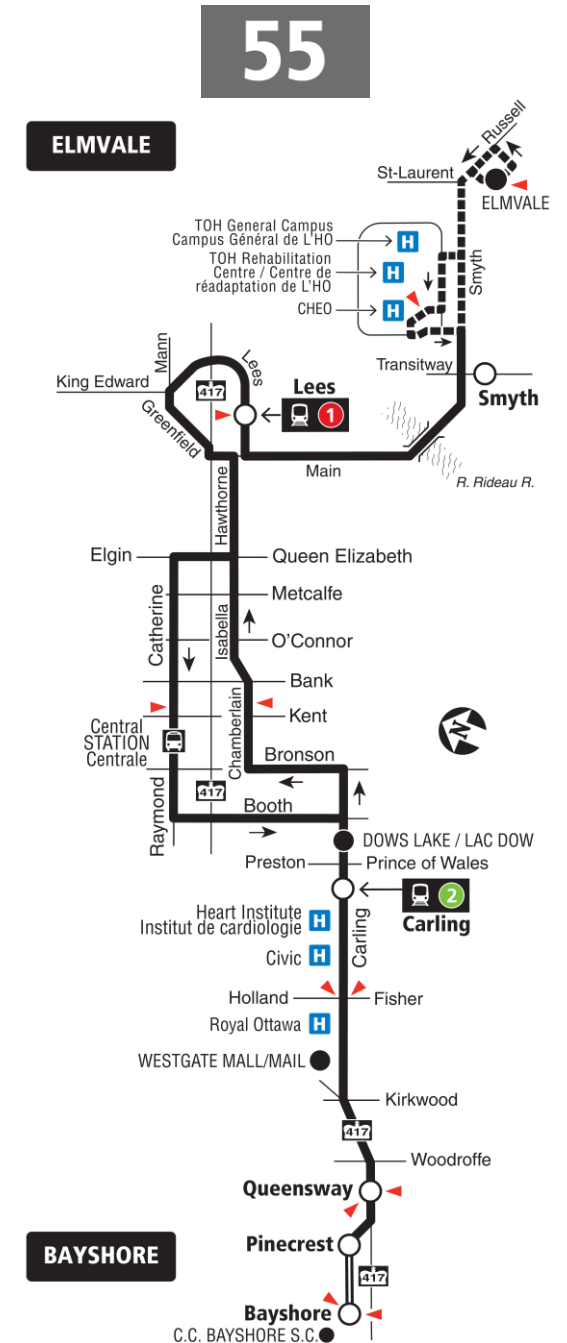 55
ELMVALE
Russell
St-Laurent
ELMVALE
TOH General Campus
Campus Général de L'HO
H
TOH Rehabilitation
Centre / Centre de
réadaptation de L'HO
H
CHEO
H
Smyth
Transitway
Smyth
Mann
Lees
King Edward
417
Lees
1
Greenfield
Main
R. Rideau R.
Hawthorne
Elgin
Queen Elizabeth
Catherine
Metcalfe
Isabella
O'Connor
Bank
Kent
Chamberlain
Central
STATION
Centrale
N
Bronson
417
Raymond
Booth
DOWS LAKE / LAC DOW
Preston
Prince of Wales
2
Carling
Heart Institute
Institut de cardiologie
H
Carling
Civic
H
Holland
Fisher
Royal Ottawa
H
WESTGATE MALL/MAIL
Kirkwood
417
Woodroffe
Queensway
BAYSHORE
Pinecrest
417
Bayshore
C.C. BAYSHORE S.C.